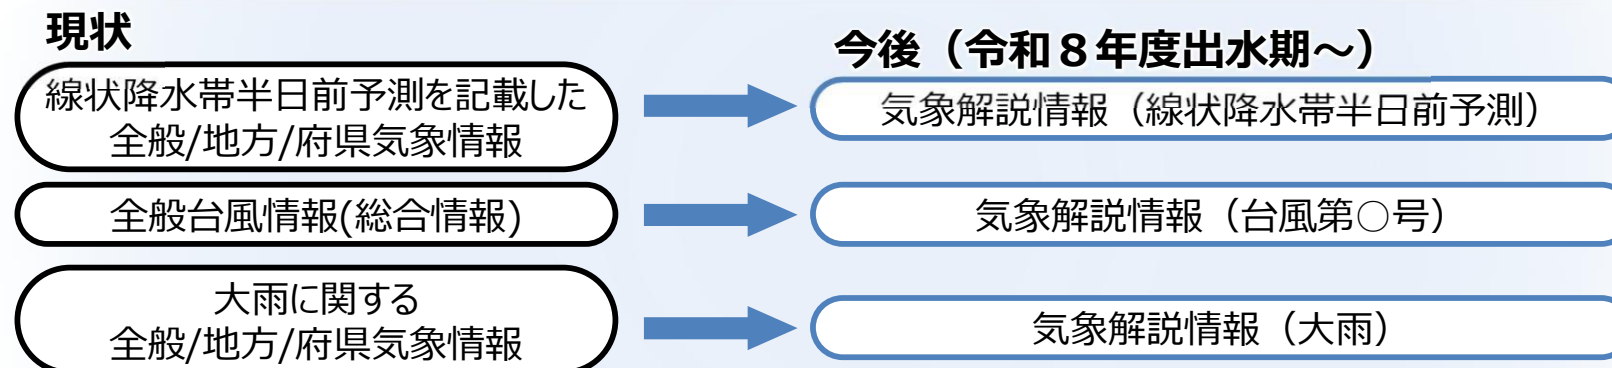 現状
今後（令和８年度出水期～）
線状降水帯半日前予測を記載した
全般/地方/府県気象情報
気象解説情報（線状降水帯半日前予測）
全般台風情報(総合情報)
気象解説情報（台風第○号）
大雨に関する
全般/地方/府県気象情報
気象解説情報（大雨）